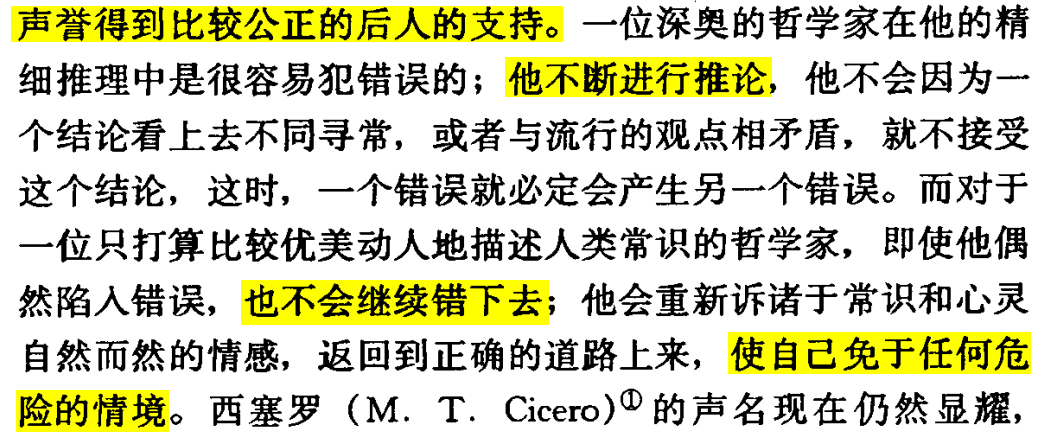 声誉得到比较公正的后人的支持。一位深奥的哲学家在他的精
细推理中是很容易犯错误的；他不断进行推论，他不会因为一
个结论看上去不同寻常，或者与流行的观点相矛盾，就不接受
这个结论，这时，一个错误就必定会产生另一个错误。而对于
一位只打算比较优美动人地描述人类常识的哲学家，即使他偶
然陷入错误，也不会继续错下去；他会重新诉诸于常识和心灵
自然而然的情感，返回到正确的道路上来，使自己免于任何危
险的情境。西塞罗（M. T. Cicero）①的声名现在仍然显耀，